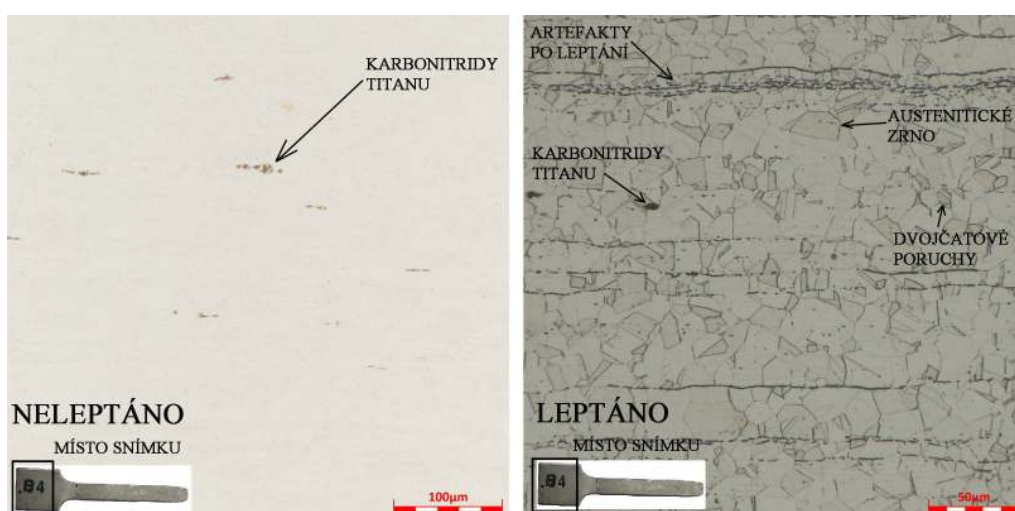 KARBONITRIDY
TITANU
NELEPTÁNO
MÍSTO SNÍMKU
.B4
100µm
ARTEFAKTY
PO LEPTÁNÍ
AUSTENITICKÉ
ZRNO
KARBONITRIDY
TITANU
DVOJČATOVÉ
PORUCHY
LEPTÁNO
MÍSTO SNÍMKU
.B4
50µm